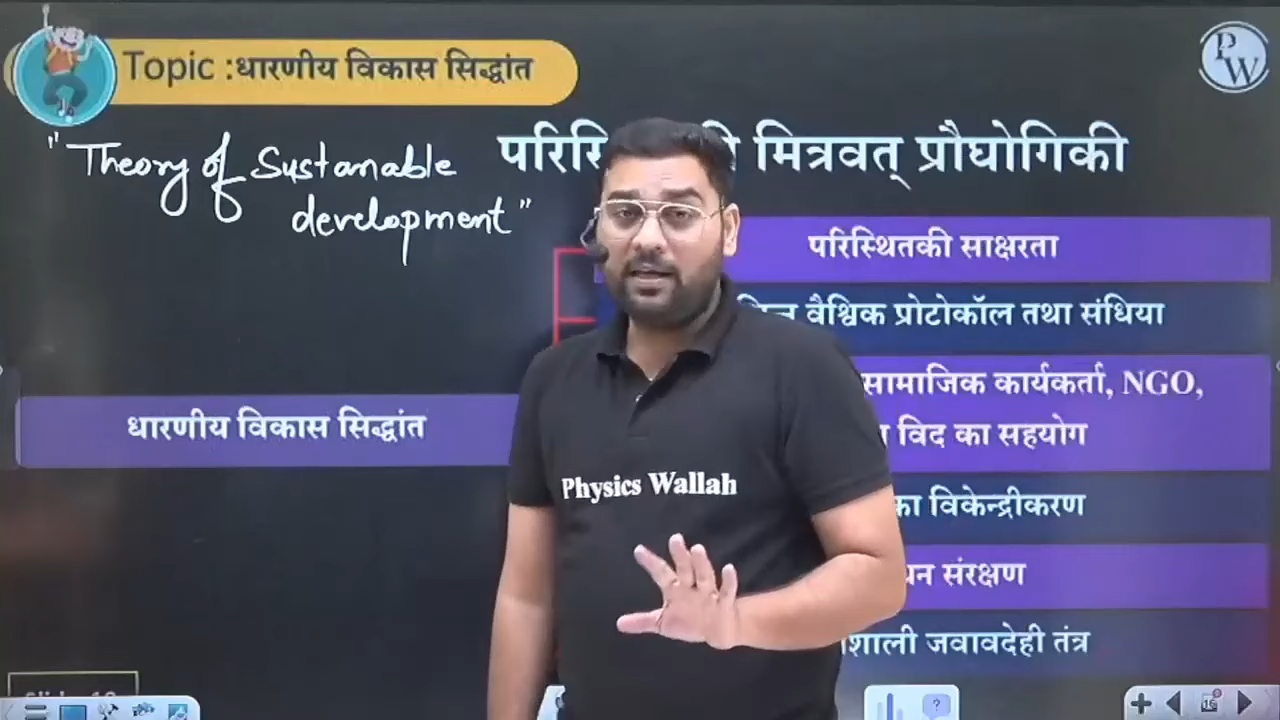 Topic :धारणीय विकास सिद्धांत
PW
"Theory of Sustanable
development"
मित्रवत् प्रौघोगिकी
परिस्थितकी साक्षरता
वैश्विक प्रोटोकॉल तथा संधिया
सामाजिक कार्यकर्ता, NGO,
विद का सहयोग
धारणीय विकास सिद्धांत
Physics Wallah
का विकेन्द्रीकरण
संरक्षण
जवावदेही तंत्र